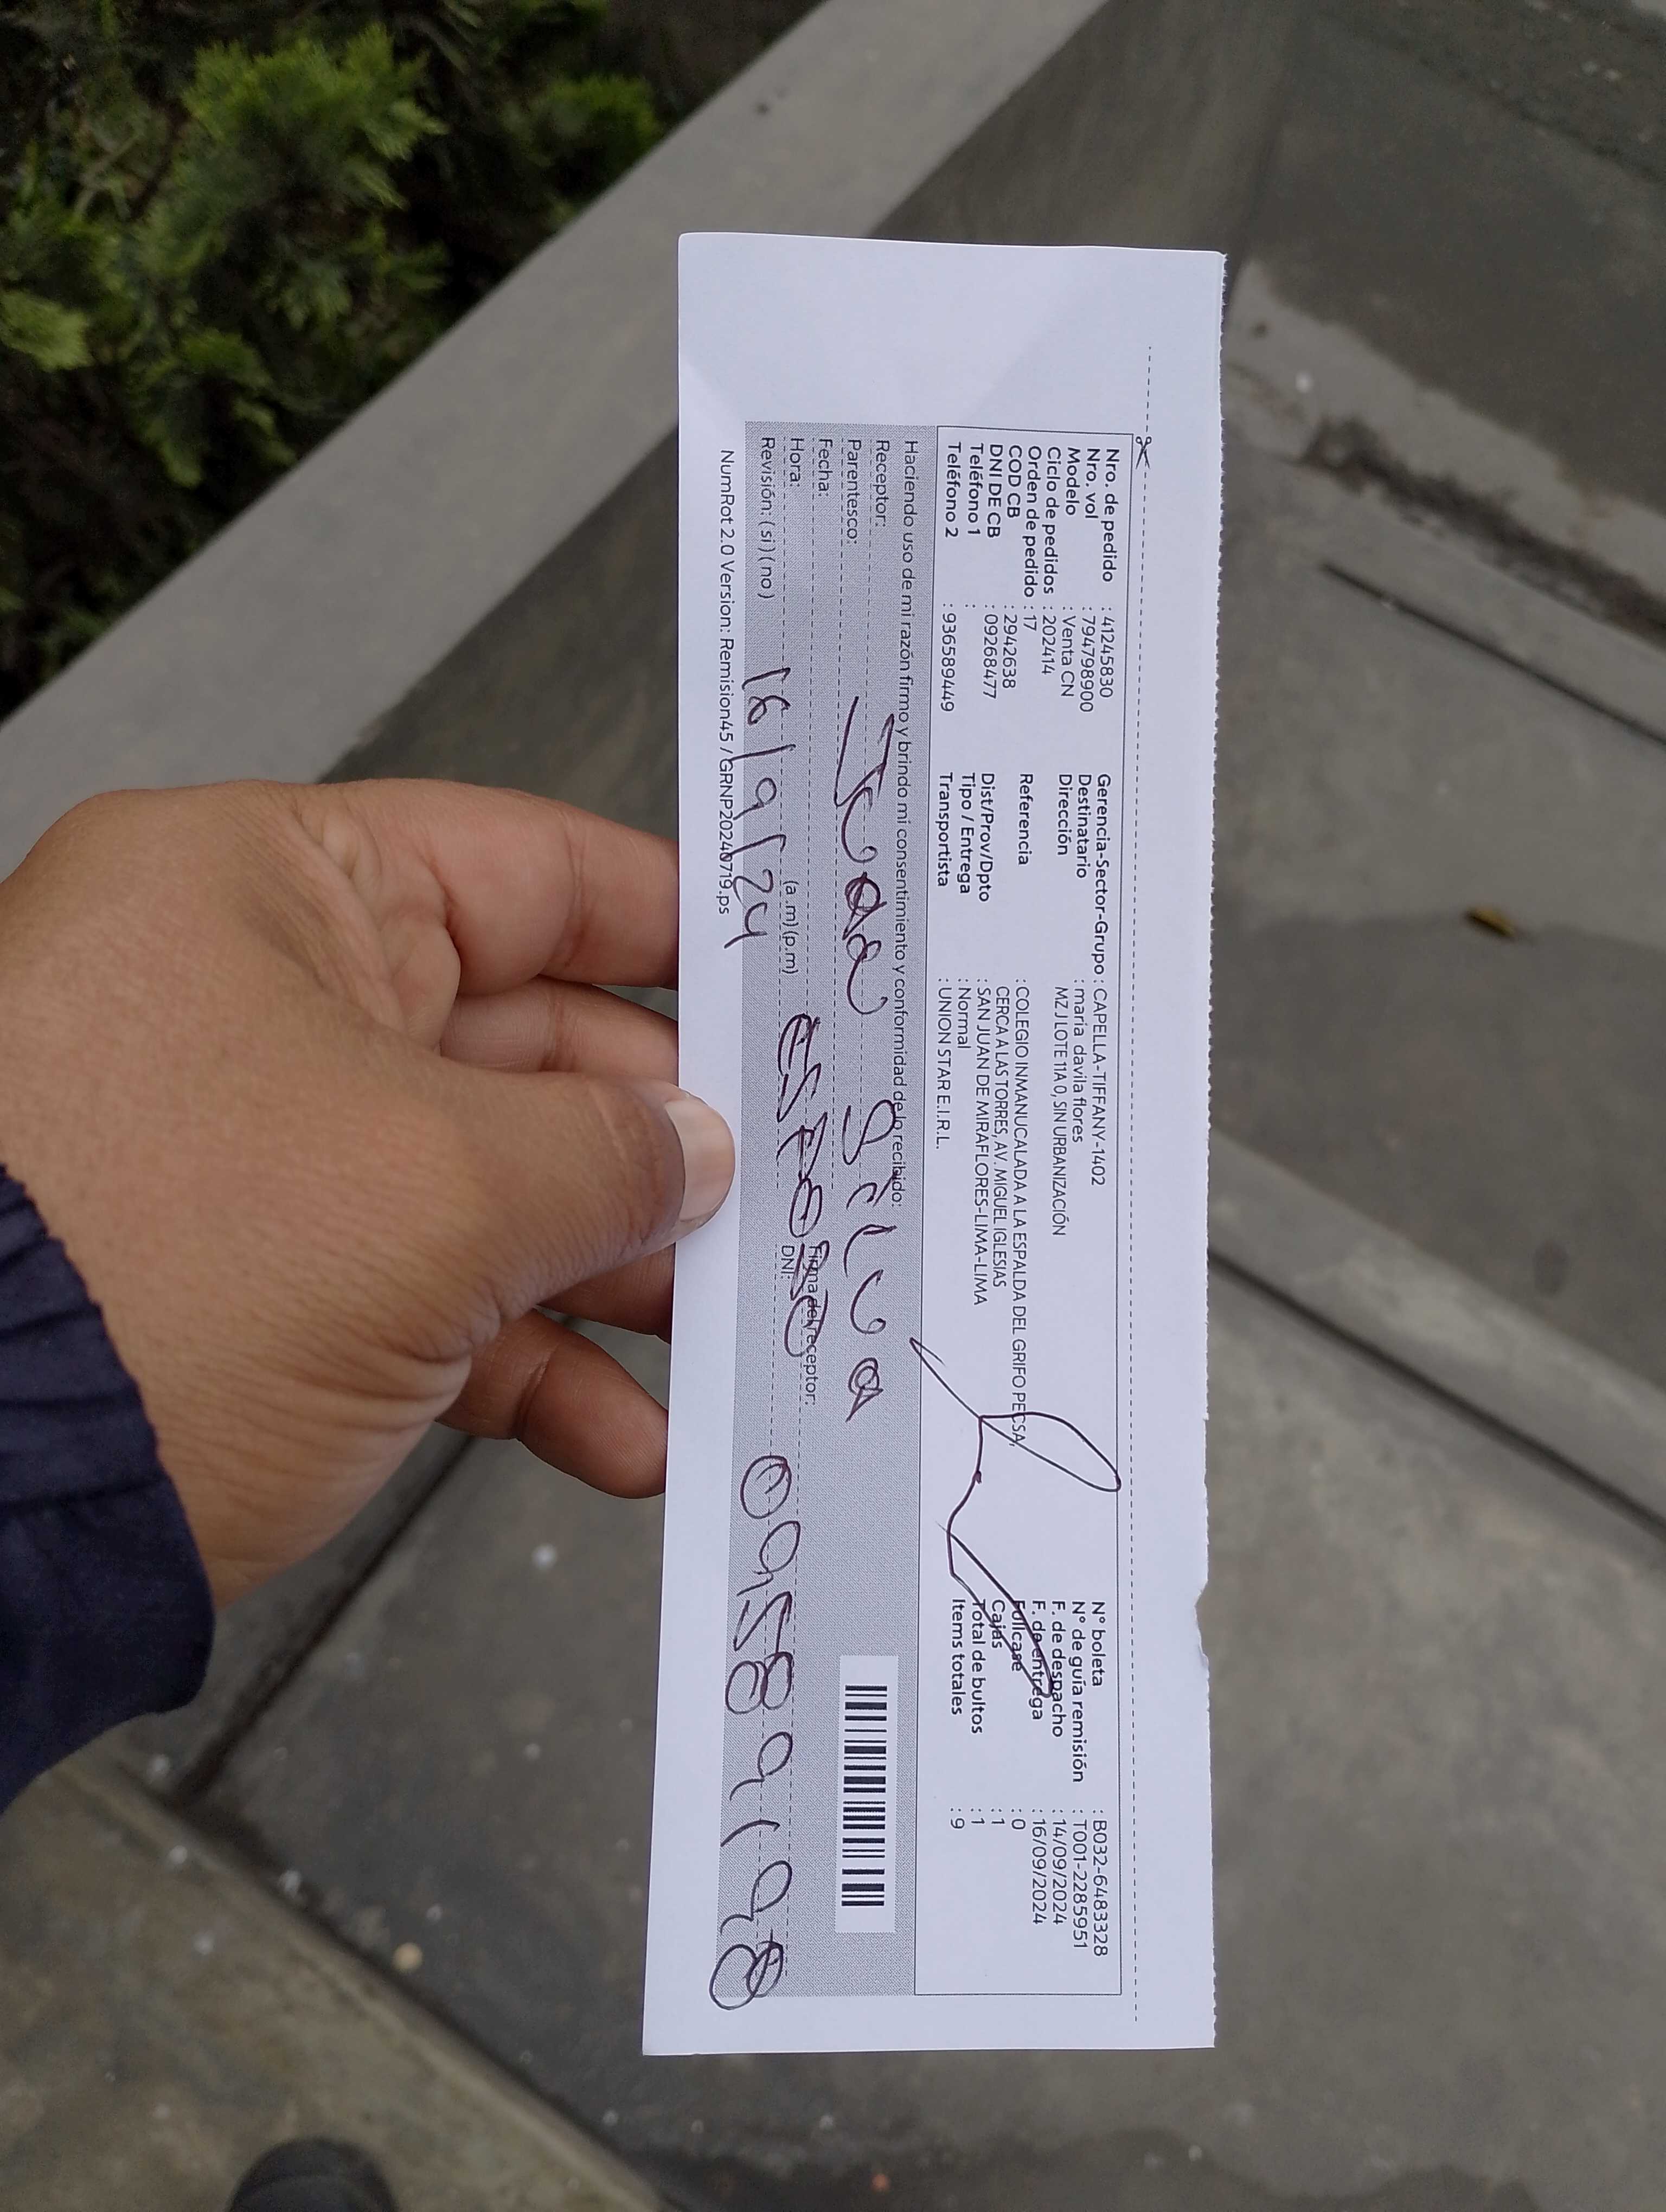 Nro. de pedido : 41245830
Nro. vol : 794798900
Modelo : Venta CN
Ciclo de pedidos : 202414
Orden de pedido : 17
COD CB : 2942638
DNI DE CB : 09268477
Teléfono 1 :
Teléfono 2 : 936589449
Gerencia-Sector-Grupo : CAPELLA-TIFFANY-1402
Destinatario : maria davila flores
Dirección MZ J LOTE 11A 0, SIN URBANIZACIÓN
Referencia : COLEGIO INMANUCALADA A LA ESPALDA DEL GRIFO PECSA,
CERCA A LAS TORRES, AV. MIGUEL IGLESIAS
Dist/Prov/Dpto : SAN JUAN DE MIRAFLORES-LIMA-LIMA
Tipo / Entrega : Normal
Transportista : UNION STAR E.I.R.L.
N° boleta : B032-6483328
N° de guía remisión : T001-2285951
F. de despacho : 14/09/2024
F. de entrega : 16/09/2024
Fullcase : 0
Cajas : 1
Total de bultos : 1
Items totales : 9
Haciendo uso de mi razón firmo y brindo mi consentimiento y conformidad de lo recibido:
Receptor:
Juan Silva
Parentesco:
Fecha:
esposo
Firma del receptor:
Hora: (a.m) (p.m)
DNI:
Revisión: (si) (no)
16/9/24
NumRot 2.0 Version: Remision45 / GRNP20240719.ps